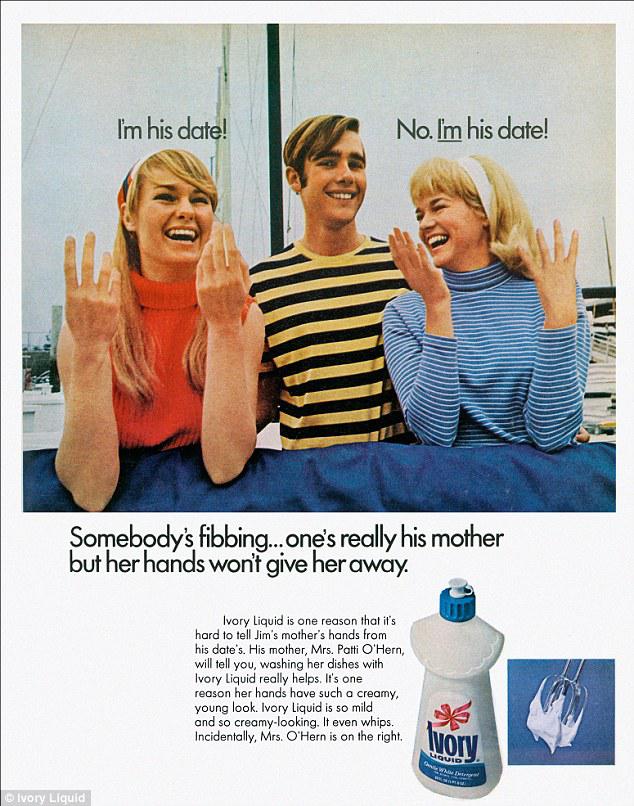 I'm his date!
No. I'm his date!
Somebody's fibbing...one's really his mother
but her hands won't give her away.
Ivory Liquid is one reason that it's
hard to tell Jim's mother's hands from
his date's. His mother, Mrs. Patti O'Hern,
will tell you, washing her dishes with
Ivory Liquid really helps. It's one
reason her hands have such a creamy,
young look. Ivory Liquid is so mild
and so creamy-looking. It even whips.
Incidentally, Mrs. O'Hern is on the right.
Ivory
LIQUID
Gentle White Detergent
© Ivory Liquid